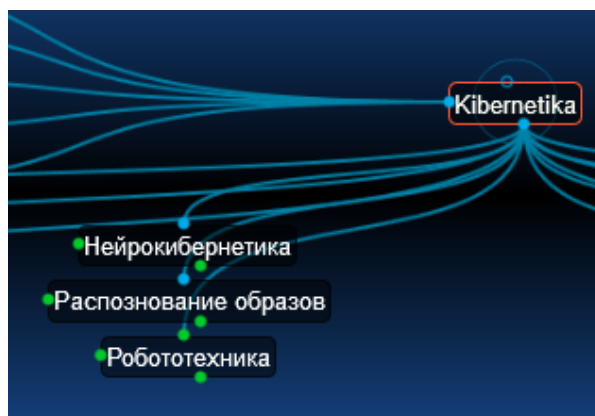 Kibernetika
Нейрокибернетика
Распознование образов
Робототехника